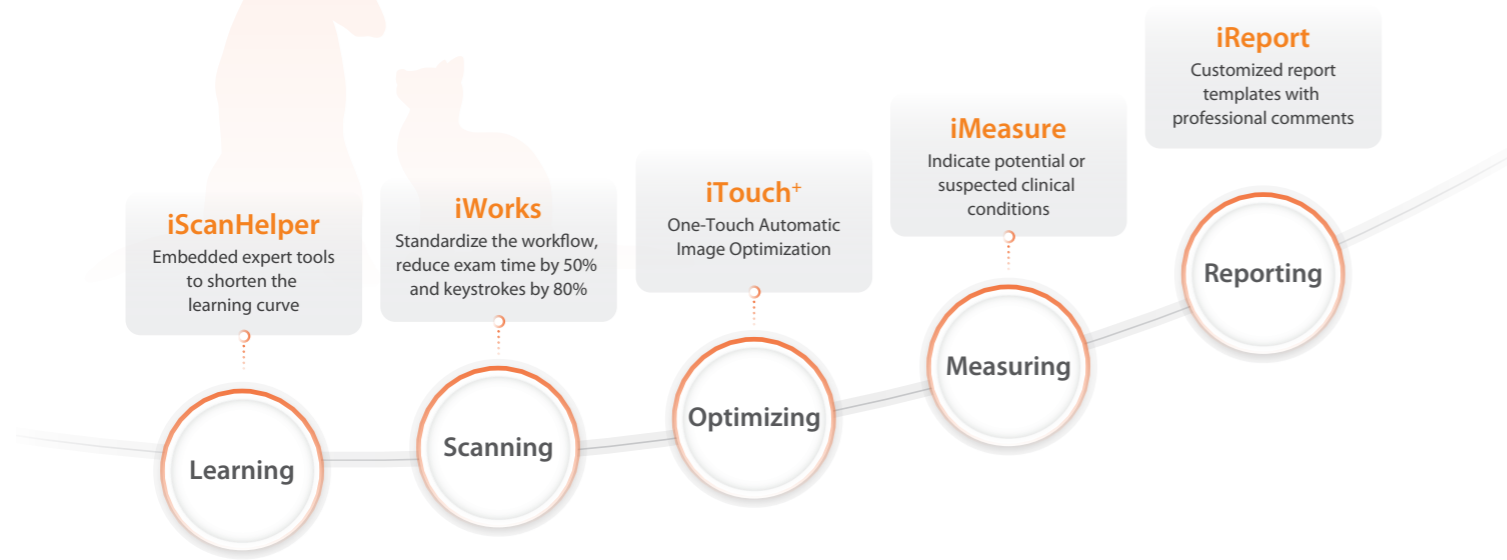 iScanHelper
Embedded expert tools
to shorten the
learning curve
Learning
iWorks
Standardize the workflow,
reduce exam time by 50%
and keystrokes by 80%
Scanning
iTouch⁺
One-Touch Automatic
Image Optimization
Optimizing
iMeasure
Indicate potential or
suspected clinical
conditions
Measuring
iReport
Customized report
templates with
professional comments
Reporting